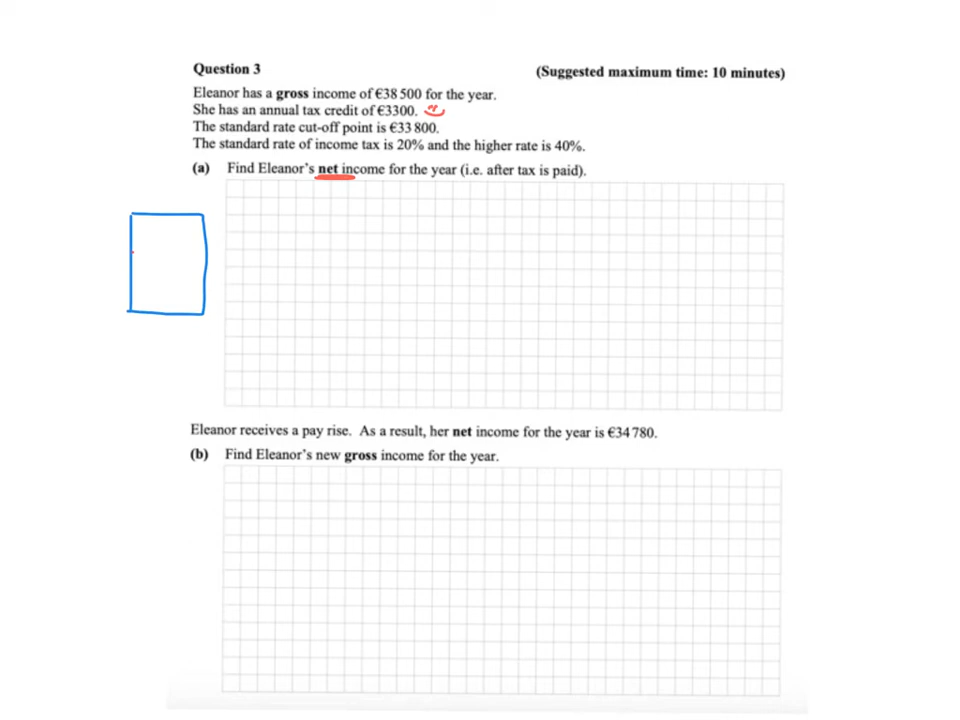 Question 3
(Suggested maximum time: 10 minutes)
Eleanor has a gross income of €38 500 for the year.
She has an annual tax credit of €3300.
The standard rate cut-off point is €33 800.
The standard rate of income tax is 20% and the higher rate is 40%.
(a) Find Eleanor's net income for the year (i.e. after tax is paid).
Eleanor receives a pay rise. As a result, her net income for the year is €34 780.
(b) Find Eleanor's new gross income for the year.